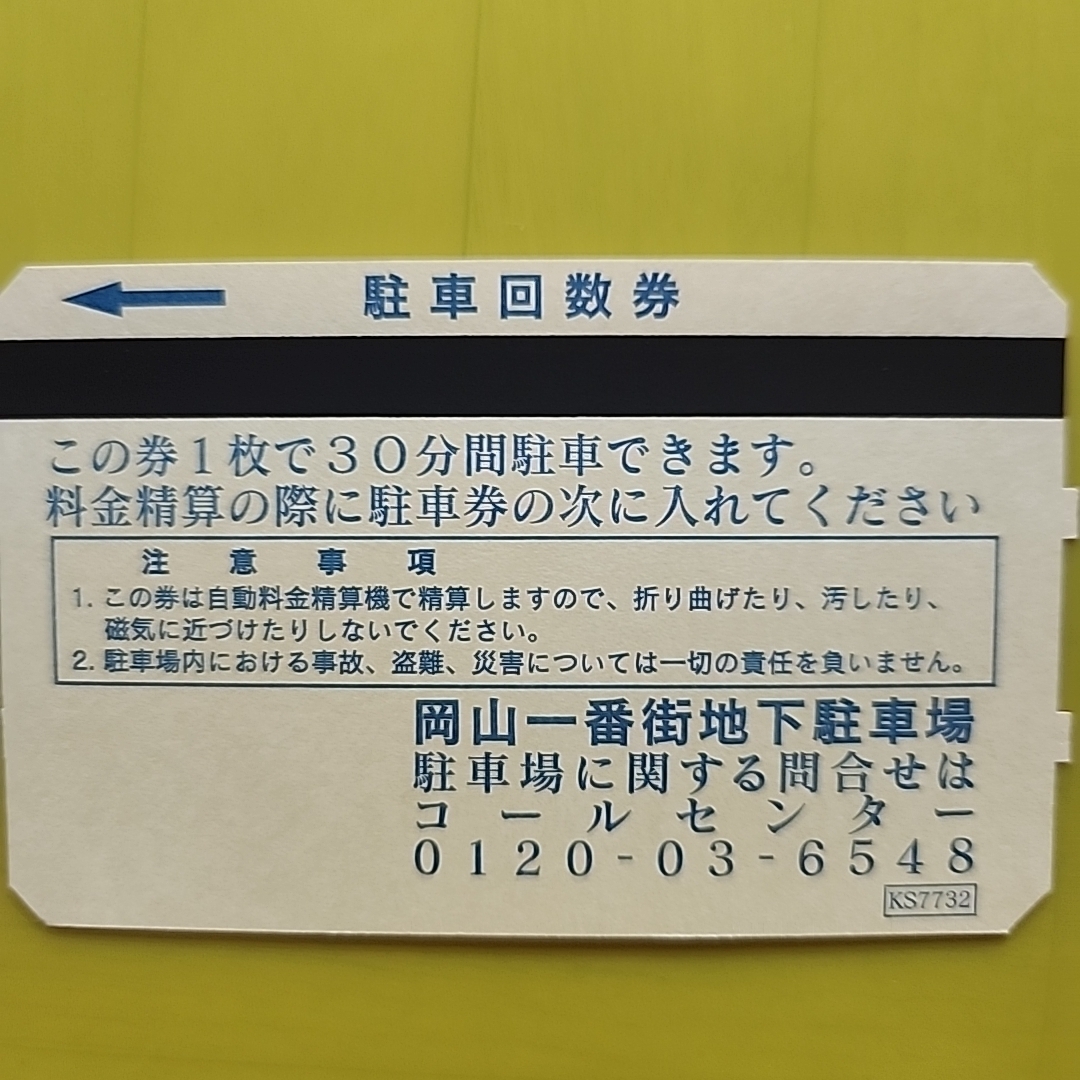 駐車回数券
この券１枚で３０分間駐車できます。
料金精算の際に駐車券の次に入れてください
注意事項
1. この券は自動料金精算機で精算しますので、折り曲げたり、汚したり、
磁気に近づけたりしないでください。
2. 駐車場内における事故、盗難、災害については一切の責任を負いません。
岡山一番街地下駐車場
駐車場に関する問合せは
コールセンター
0120-03-6548
KS7732